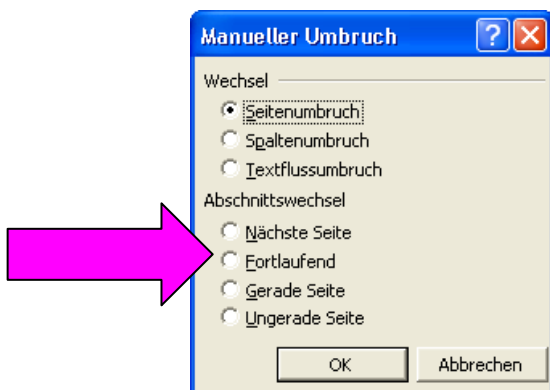 Manueller Umbruch
Wechsel
Seitenumbruch
Spaltenumbruch
Textflussumbruch
Abschnittswechsel
Nächste Seite
Fortlaufend
Gerade Seite
Ungerade Seite
OK Abbrechen